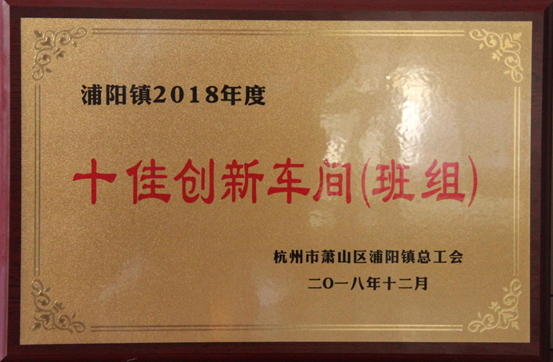 浦阳镇2018年度
十佳创新车间(班组)
杭州市萧山区浦阳镇总工会
二〇一八年十二月